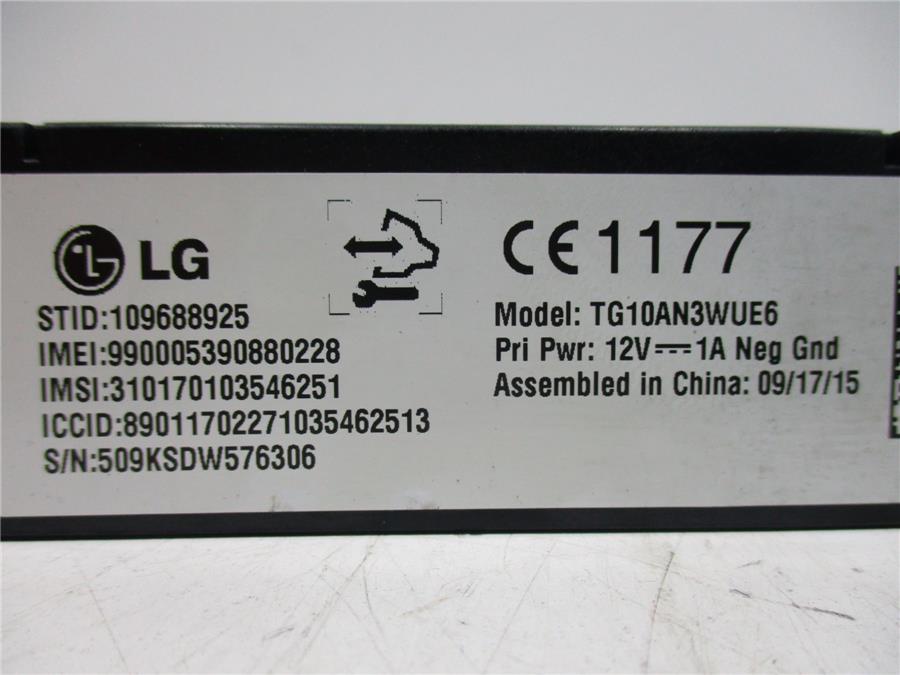 LG
STID:109688925
IMEI:990005390880228
IMSI:310170103546251
ICCID:89011702271035462513
S/N:509KSDW576306
CE1177
Model: TG10AN3WUE6
Pri Pwr: 12V⎓1A Neg Gnd
Assembled in China: 09/17/15